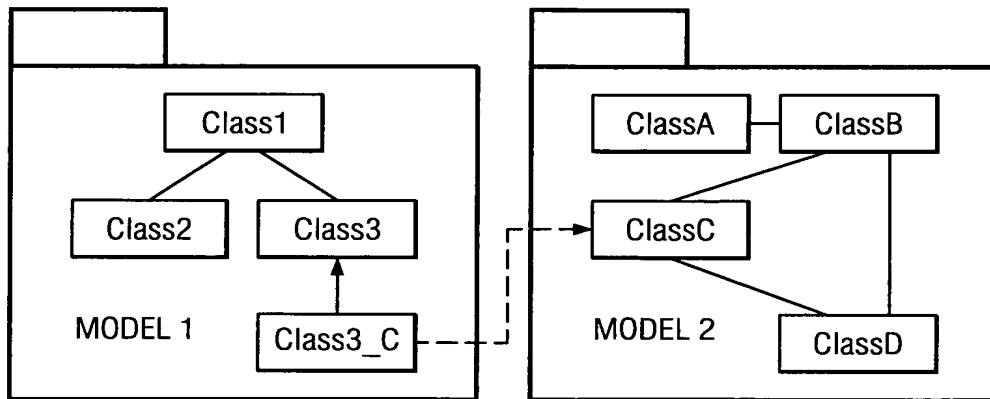 Class1
Class2
Class3
MODEL 1
Class3_C
ClassA
ClassB
ClassC
MODEL 2
ClassD